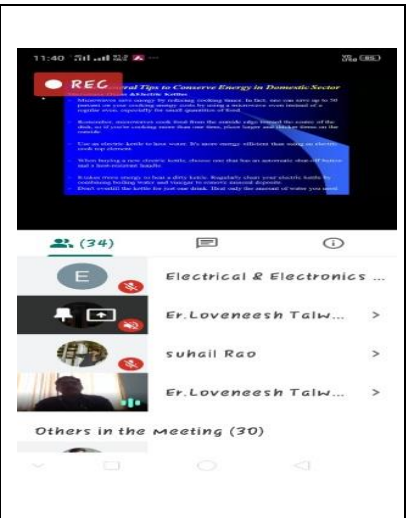 11:40
REC
General Tips to Conserve Energy in Domestic Sector
Microwaves save energy by reducing cooking times. In fact, one can save up to 50
percent on your cooking energy costs by using a microwave oven instead of a
regular oven, especially for small quantities of food.
Remember, microwaves cook food from the outside edge toward the centre of the
dish, so if you're cooking more than one item, place larger and thicker items on the
outside.
Use an electric kettle to heat water. It's more energy efficient than using an electric
cook top element.
When buying a new electric kettle, choose one that has an automatic shut-off button
and a heat-resistant handle.
It takes more energy to heat a dirty kettle. Regularly clean your electric kettle by
combining boiling water and vinegar to remove mineral deposits.
Don't overfill the kettle for just one drink. Heat only the amount of water you need
(34)
E
Electrical & Electronics ...
Er.Loveneesh Talw...
suhail Rao
Er.Loveneesh Talw...
Others in the Meeting (30)